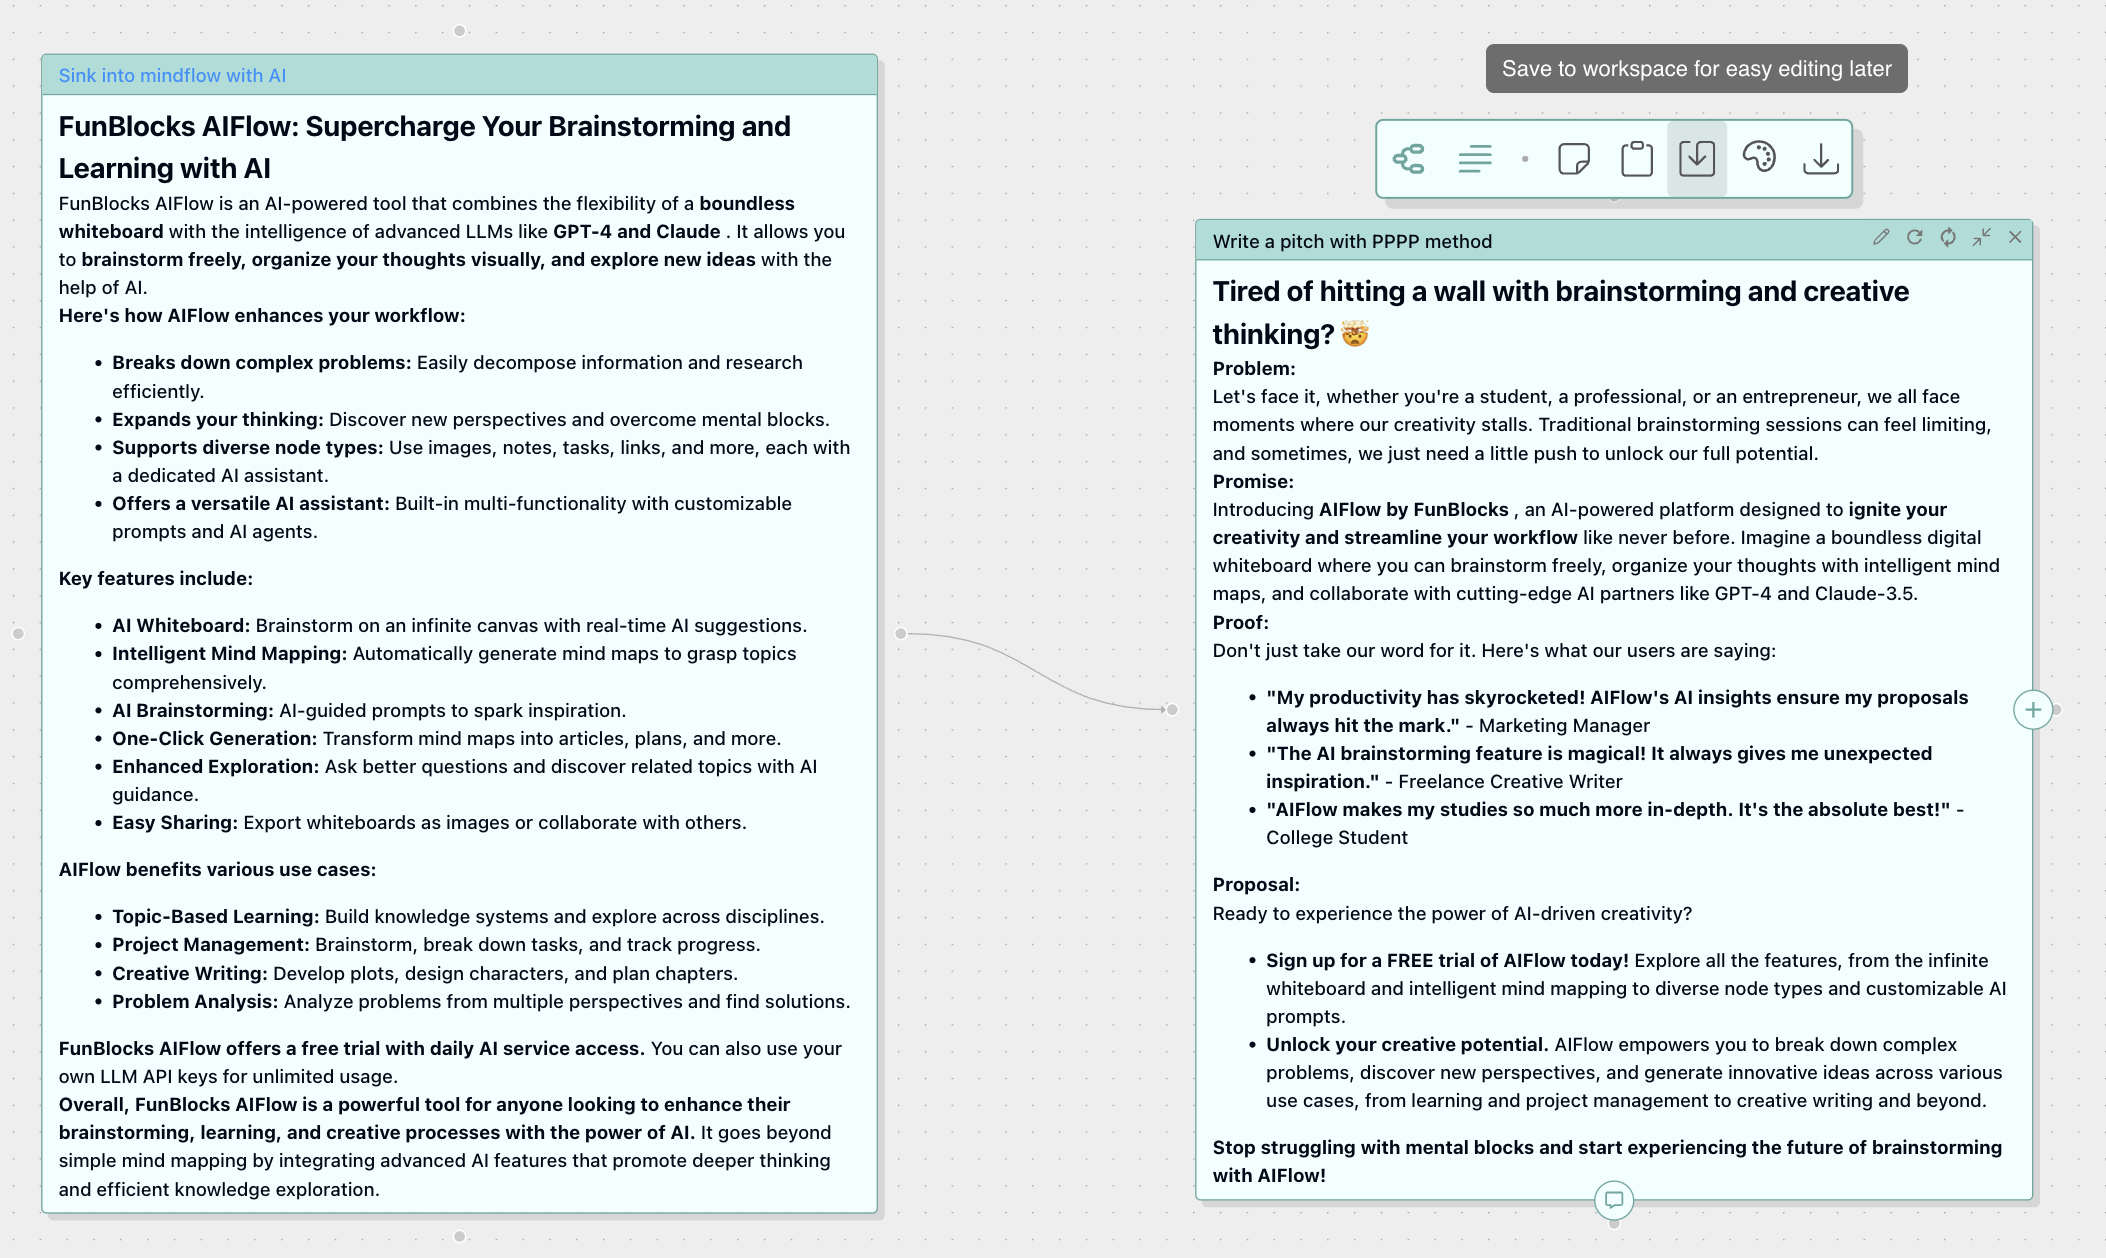 Sink into mindflow with AI
FunBlocks AIFlow: Supercharge Your Brainstorming and
Learning with AI
FunBlocks AIFlow is an AI-powered tool that combines the flexibility of a boundless
whiteboard with the intelligence of advanced LLMs like GPT-4 and Claude . It allows you
to brainstorm freely, organize your thoughts visually, and explore new ideas with the
help of AI.
Here's how AIFlow enhances your workflow:
• Breaks down complex problems: Easily decompose information and research
efficiently.
• Expands your thinking: Discover new perspectives and overcome mental blocks.
• Supports diverse node types: Use images, notes, tasks, links, and more, each with
a dedicated AI assistant.
• Offers a versatile AI assistant: Built-in multi-functionality with customizable
prompts and AI agents.
Key features include:
• AI Whiteboard: Brainstorm on an infinite canvas with real-time AI suggestions.
• Intelligent Mind Mapping: Automatically generate mind maps to grasp topics
comprehensively.
• AI Brainstorming: AI-guided prompts to spark inspiration.
• One-Click Generation: Transform mind maps into articles, plans, and more.
• Enhanced Exploration: Ask better questions and discover related topics with AI
guidance.
• Easy Sharing: Export whiteboards as images or collaborate with others.
AIFlow benefits various use cases:
• Topic-Based Learning: Build knowledge systems and explore across disciplines.
• Project Management: Brainstorm, break down tasks, and track progress.
• Creative Writing: Develop plots, design characters, and plan chapters.
• Problem Analysis: Analyze problems from multiple perspectives and find solutions.
FunBlocks AIFlow offers a free trial with daily AI service access. You can also use your
own LLM API keys for unlimited usage.
Overall, FunBlocks AIFlow is a powerful tool for anyone looking to enhance their
brainstorming, learning, and creative processes with the power of AI. It goes beyond
simple mind mapping by integrating advanced AI features that promote deeper thinking
and efficient knowledge exploration.
Save to workspace for easy editing later
Write a pitch with PPPP method
Tired of hitting a wall with brainstorming and creative
thinking? 🤯
Problem:
Let's face it, whether you're a student, a professional, or an entrepreneur, we all face
moments where our creativity stalls. Traditional brainstorming sessions can feel limiting,
and sometimes, we just need a little push to unlock our full potential.
Promise:
Introducing AIFlow by FunBlocks , an AI-powered platform designed to ignite your
creativity and streamline your workflow like never before. Imagine a boundless digital
whiteboard where you can brainstorm freely, organize your thoughts with intelligent mind
maps, and collaborate with cutting-edge AI partners like GPT-4 and Claude-3.5.
Proof:
Don't just take our word for it. Here's what our users are saying:
• "My productivity has skyrocketed! AIFlow's AI insights ensure my proposals
always hit the mark." - Marketing Manager
• "The AI brainstorming feature is magical! It always gives me unexpected
inspiration." - Freelance Creative Writer
• "AIFlow makes my studies so much more in-depth. It's the absolute best!" -
College Student
Proposal:
Ready to experience the power of AI-driven creativity?
• Sign up for a FREE trial of AIFlow today! Explore all the features, from the infinite
whiteboard and intelligent mind mapping to diverse node types and customizable AI
prompts.
• Unlock your creative potential. AIFlow empowers you to break down complex
problems, discover new perspectives, and generate innovative ideas across various
use cases, from learning and project management to creative writing and beyond.
Stop struggling with mental blocks and start experiencing the future of brainstorming
with AIFlow!